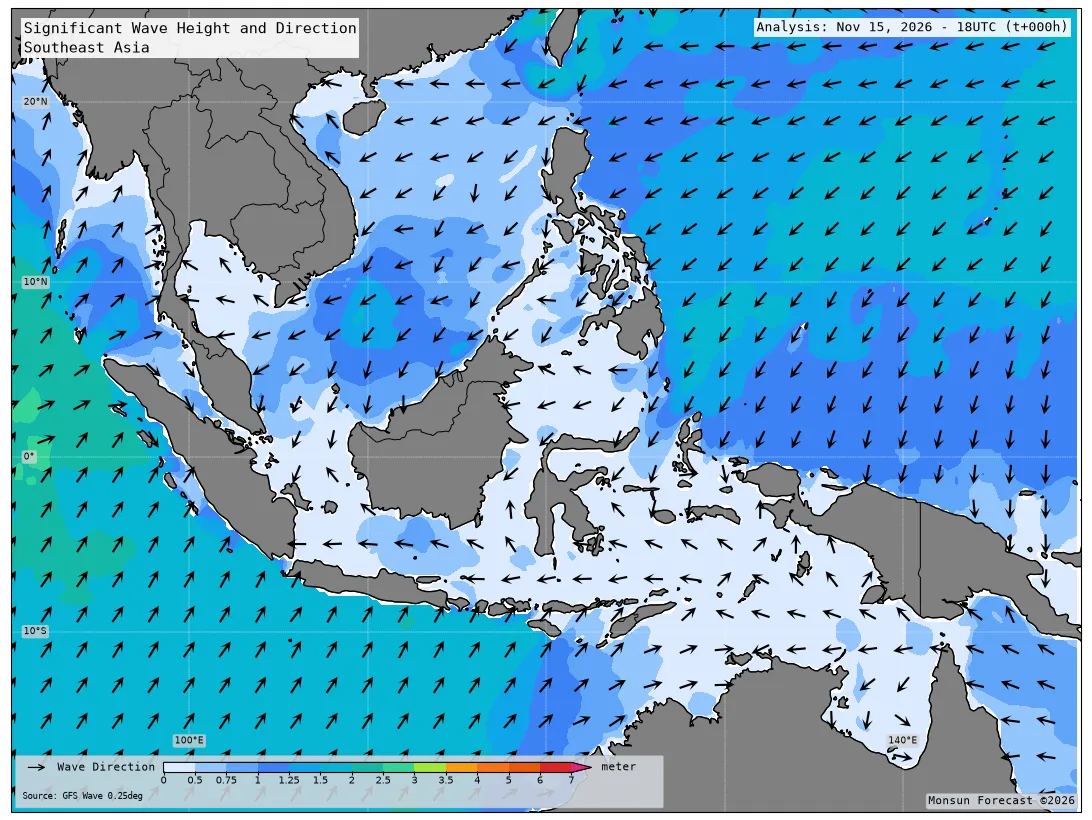 Significant Wave Height and Direction
Southeast Asia
Analysis: Nov 15, 2026 - 18UTC (t+000h)
20°N
10°N
0°
10°S
100°E
140°E
Wave Direction
meter
0 0.5 0.75 1 1.25 1.5 2 2.5 3 3.5 4 5 6 7
Source: GFS Wave 0.25deg
Monsun Forecast ©2026